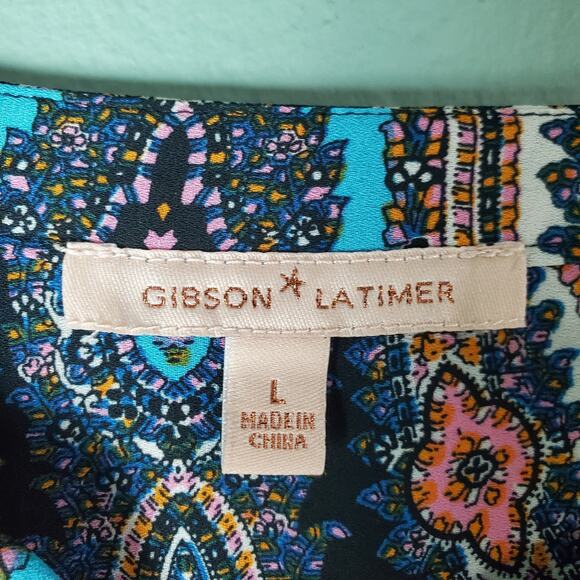 GIBSON * LATIMER
L
MADE IN
CHINA